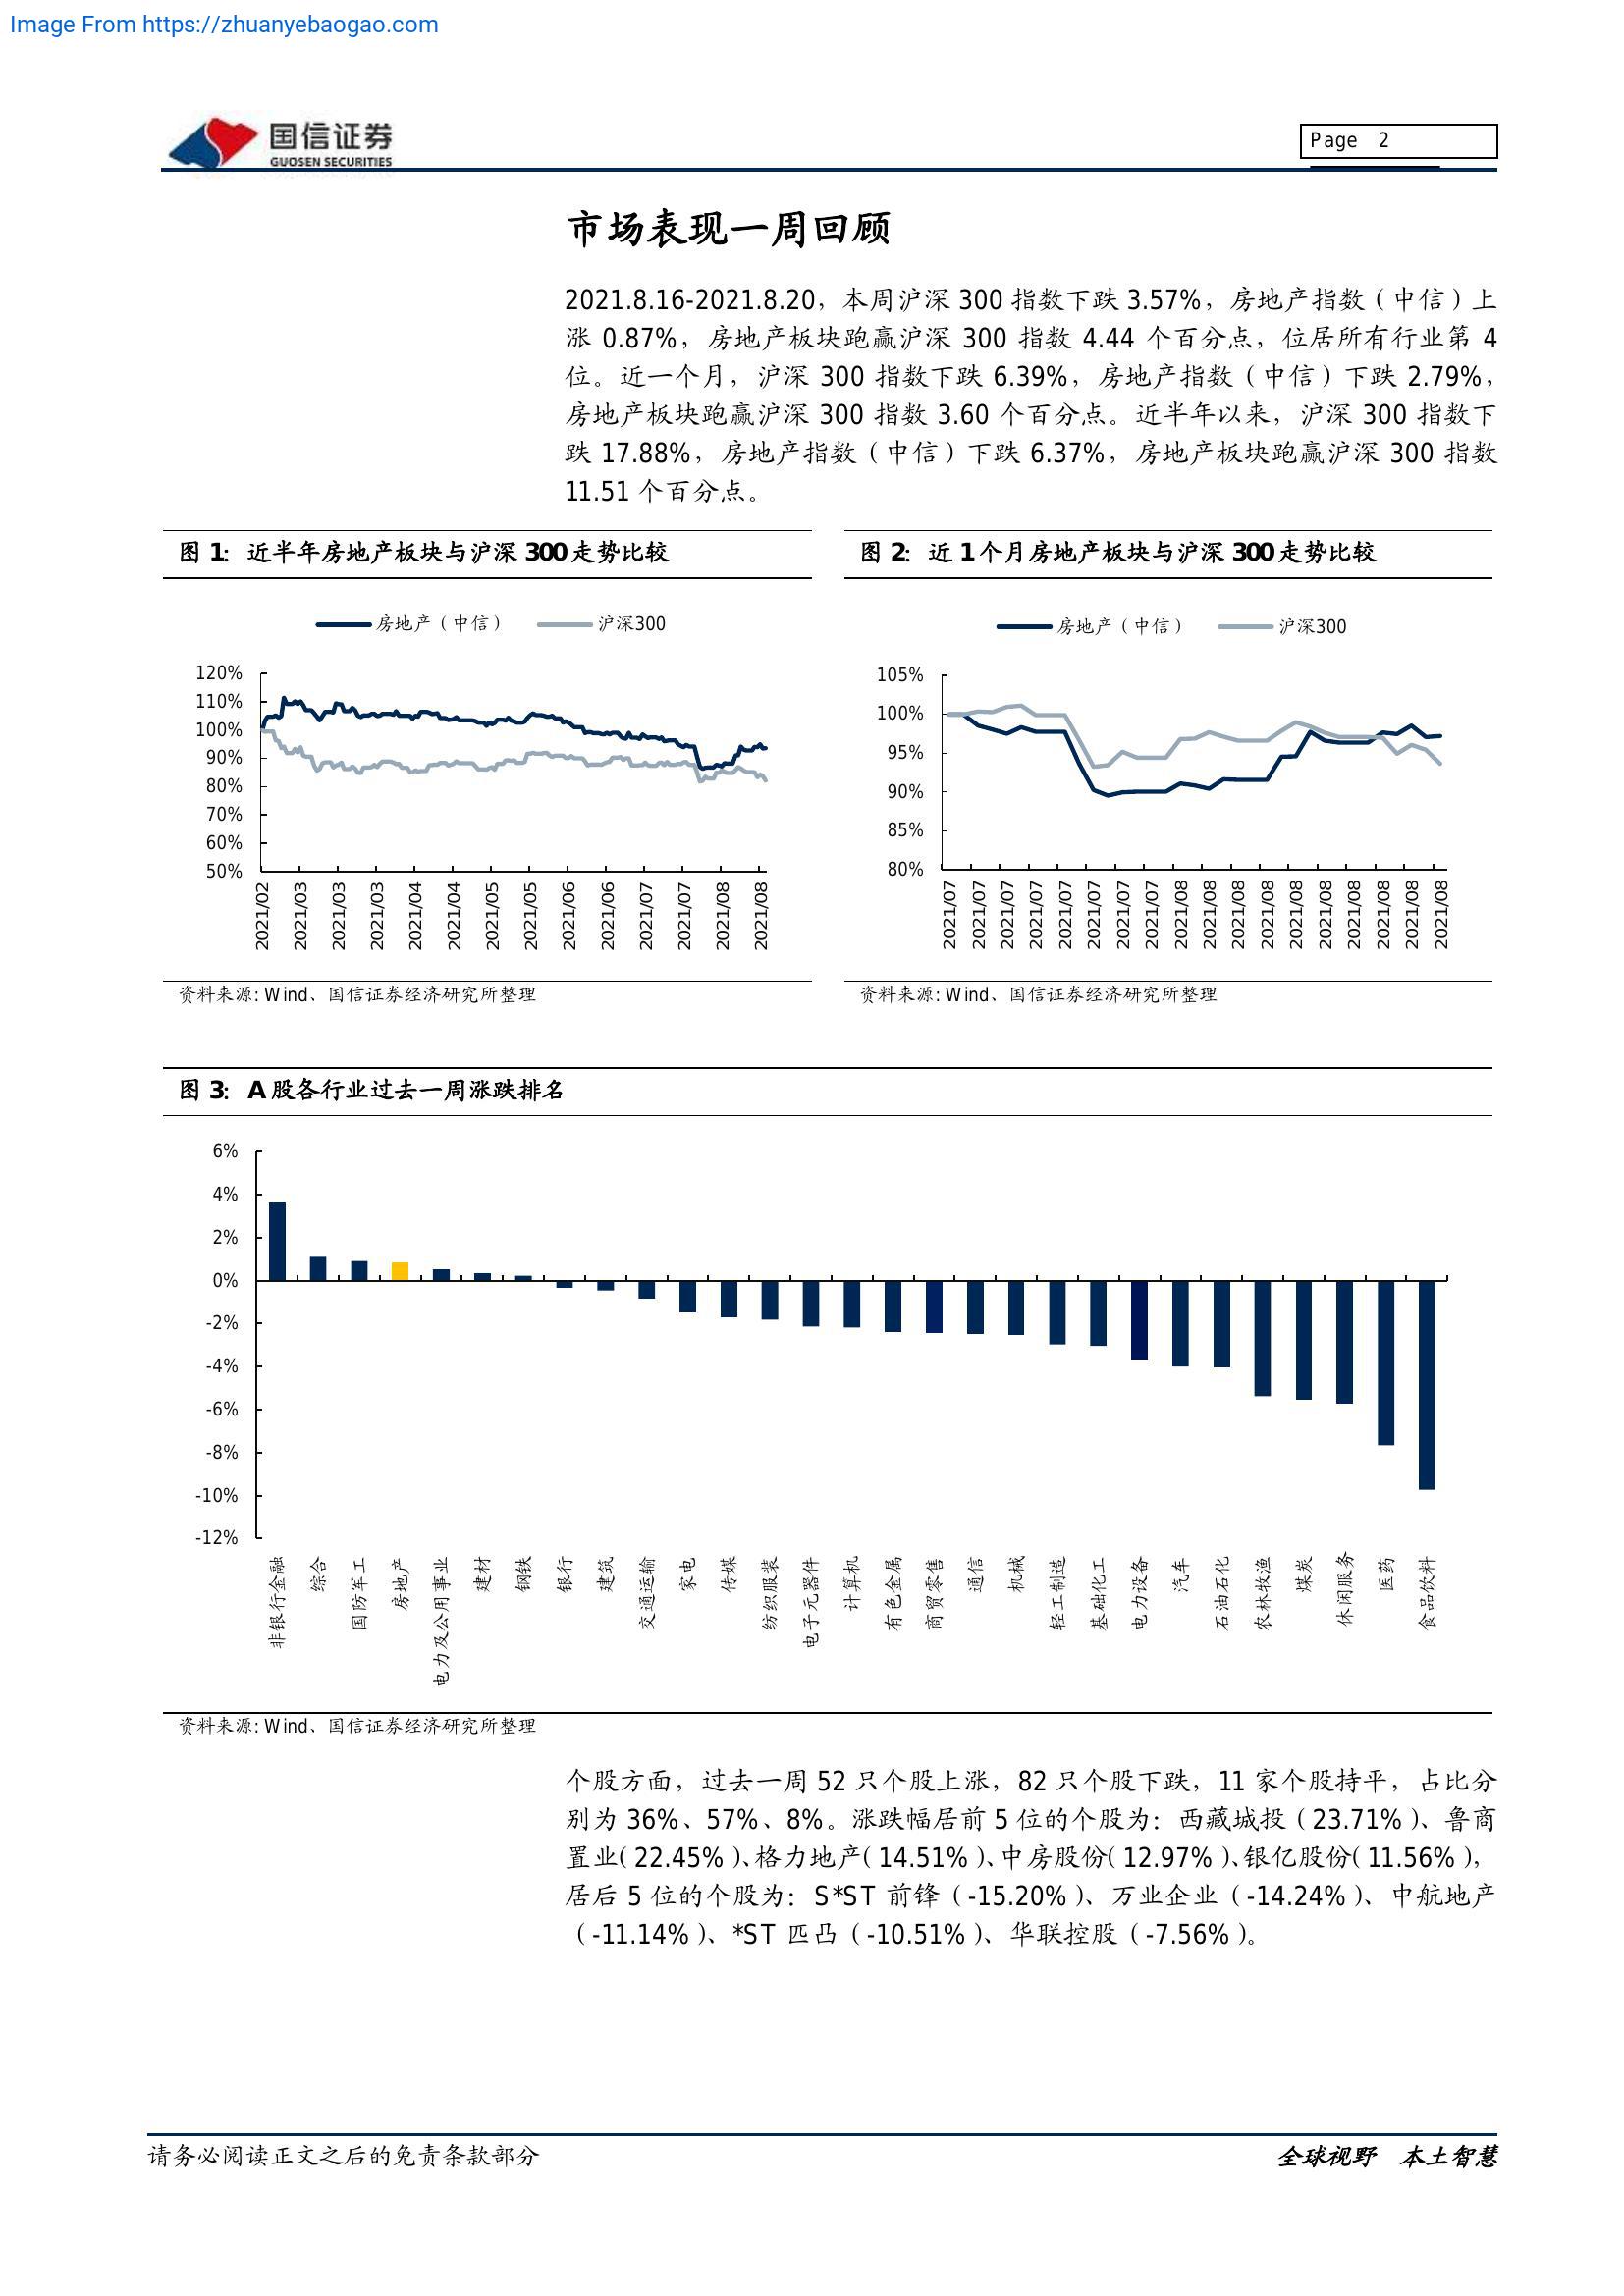 Image From https://zhuanyebaogao.com
国信证券
GUOSEN SECURITIES
Page 2
市场表现一周回顾
2021.8.16-2021.8.20，本周沪深 300 指数下跌 3.57%，房地产指数（中信）上
涨 0.87%，房地产板块跑赢沪深 300 指数 4.44 个百分点，位居所有行业第 4
位。近一个月，沪深 300 指数下跌 6.39%，房地产指数（中信）下跌 2.79%，
房地产板块跑赢沪深 300 指数 3.60 个百分点。近半年以来，沪深 300 指数下
跌 17.88%，房地产指数（中信）下跌 6.37%，房地产板块跑赢沪深 300 指数
11.51 个百分点。
图 1：近半年房地产板块与沪深 300 走势比较
房地产（中信） 沪深300
120%
110%
100%
90%
80%
70%
60%
50%
2021/02
2021/03
2021/03
2021/03
2021/04
2021/04
2021/05
2021/05
2021/06
2021/06
2021/07
2021/07
2021/08
2021/08
资料来源: Wind、国信证券经济研究所整理
图 2：近 1 个月房地产板块与沪深 300 走势比较
房地产（中信） 沪深300
105%
100%
95%
90%
85%
80%
2021/07
2021/07
2021/07
2021/07
2021/07
2021/07
2021/07
2021/07
2021/08
2021/08
2021/08
2021/08
2021/08
2021/08
2021/08
2021/08
2021/08
2021/08
资料来源: Wind、国信证券经济研究所整理
图 3：A 股各行业过去一周涨跌排名
6%
4%
2%
0%
-2%
-4%
-6%
-8%
-10%
-12%
非银行金融
综合
国防军工
房地产
电力及公用事业
建材
钢铁
银行
建筑
交通运输
家电
传媒
纺织服装
电子元器件
计算机
有色金属
商贸零售
通信
机械
轻工制造
基础化工
电力设备
汽车
石油石化
农林牧渔
煤炭
休闲服务
医药
食品饮料
资料来源: Wind、国信证券经济研究所整理
个股方面，过去一周 52 只个股上涨，82 只个股下跌，11 家个股持平，占比分
别为 36%、57%、8%。涨跌幅居前 5 位的个股为：西藏城投（23.71%）、鲁商
置业（22.45%）、格力地产（14.51%）、中房股份（12.97%）、银亿股份（11.56%），
居后 5 位的个股为：S*ST 前锋（-15.20%）、万业企业（-14.24%）、中航地产
（-11.14%）、*ST 匹凸（-10.51%）、华联控股（-7.56%）。
请务必阅读正文之后的免责条款部分
全球视野 本土智慧